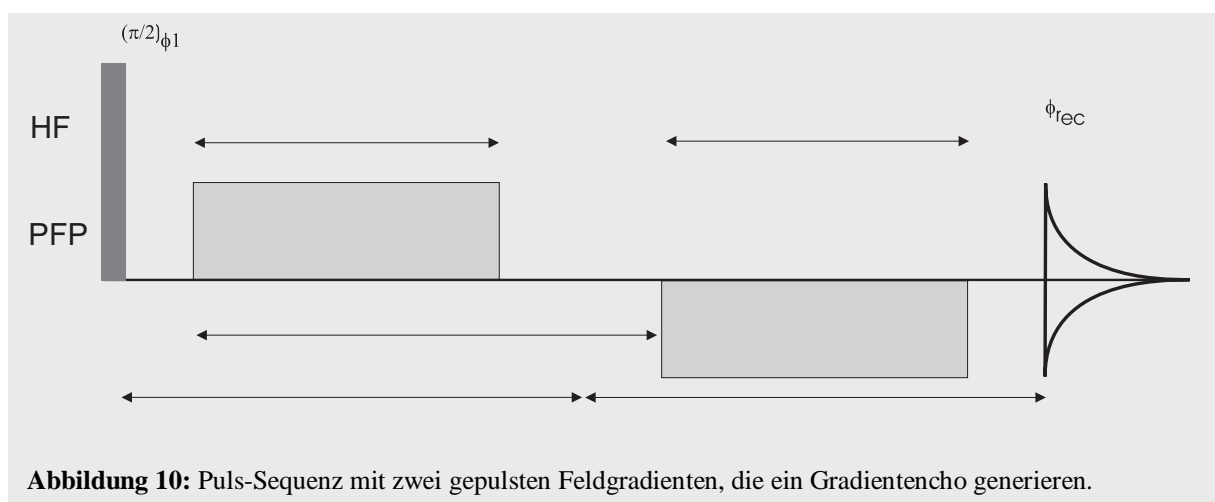 (π/2)ϕ1
HF
ϕrec
PFP
Abbildung 10: Puls-Sequenz mit zwei gepulsten Feldgradienten, die ein Gradientencho generieren.